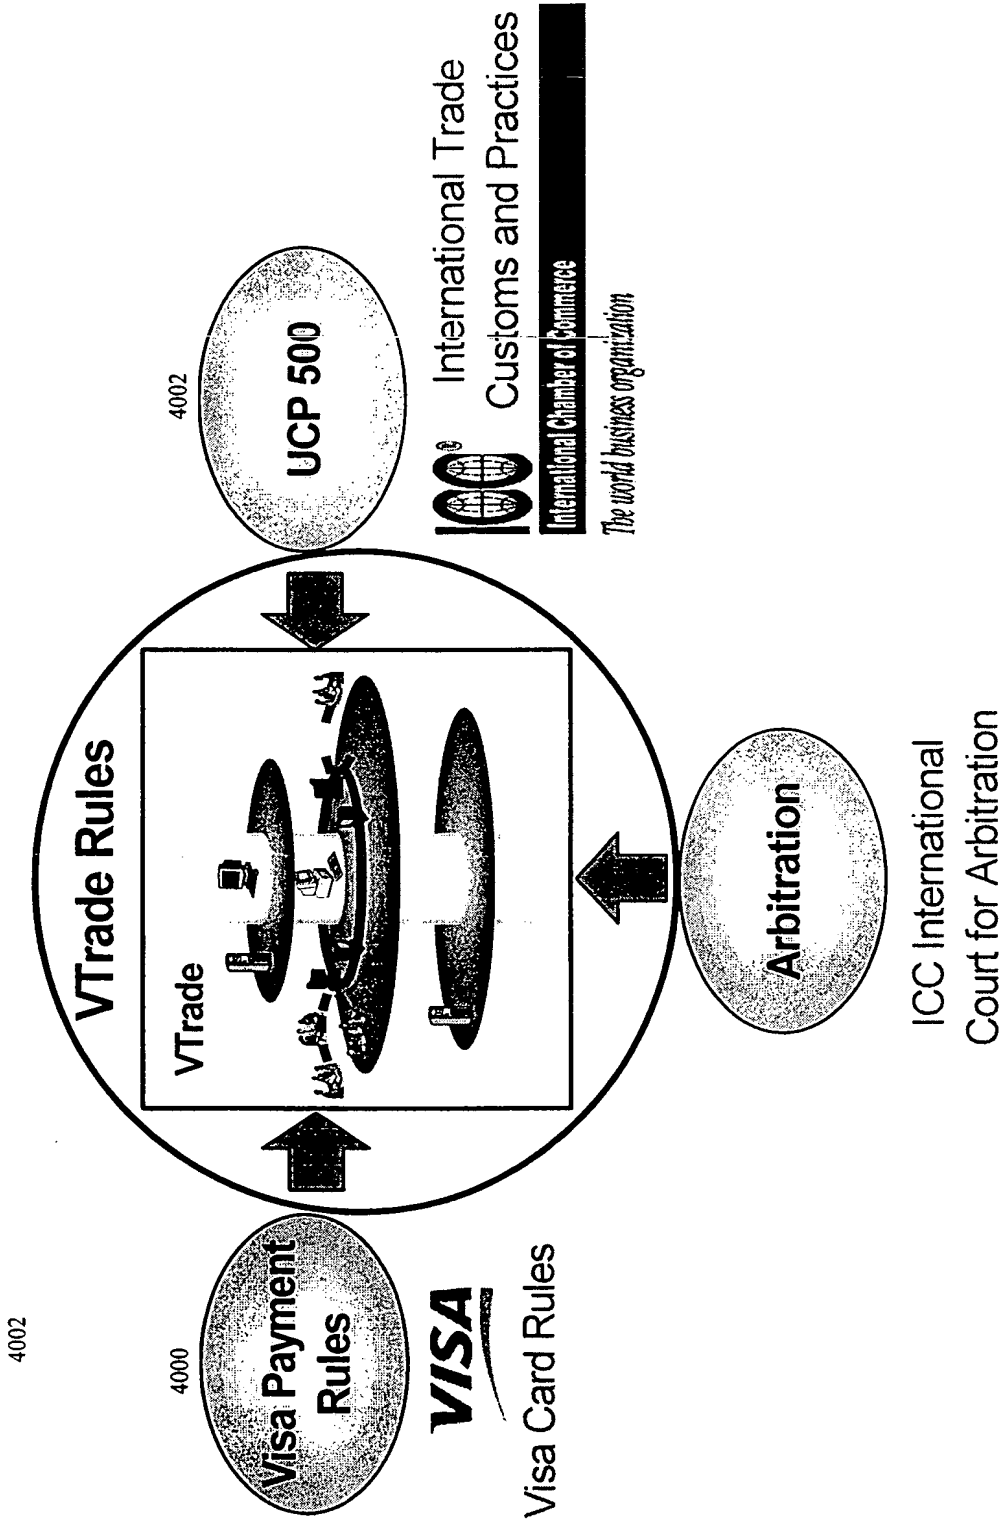 4002
VTrade Rules
VTrade
4000
Visa Payment
Rules
VISA
Visa Card Rules
4002
UCP 500
ICC®
International Trade
Customs and Practices
International Chamber of Commerce
The world business organization
Arbitration
ICC International
Court for Arbitration